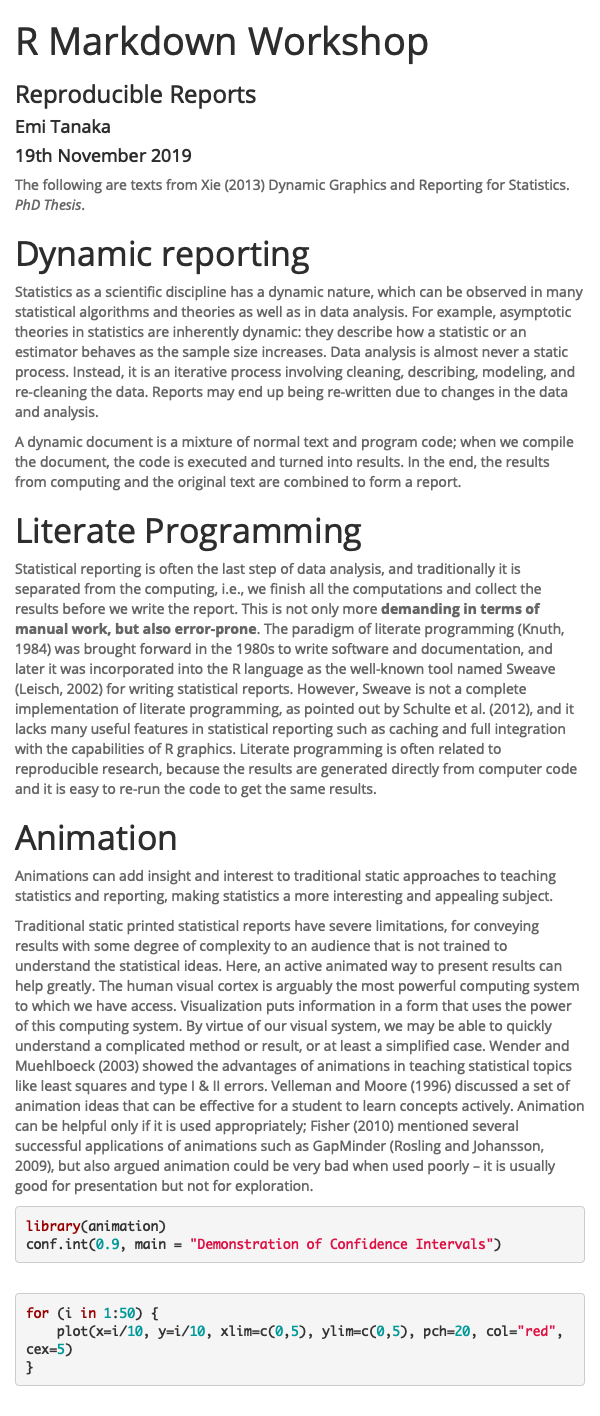 R Markdown Workshop
Reproducible Reports
Emi Tanaka
19th November 2019
The following are texts from Xie (2013) Dynamic Graphics and Reporting for Statistics.
PhD Thesis.
Dynamic reporting
Statistics as a scientific discipline has a dynamic nature, which can be observed in many
statistical algorithms and theories as well as in data analysis. For example, asymptotic
theories in statistics are inherently dynamic: they describe how a statistic or an
estimator behaves as the sample size increases. Data analysis is almost never a static
process. Instead, it is an iterative process involving cleaning, describing, modeling, and
re-cleaning the data. Reports may end up being re-written due to changes in the data
and analysis.
A dynamic document is a mixture of normal text and program code; when we compile
the document, the code is executed and turned into results. In the end, the results
from computing and the original text are combined to form a report.
Literate Programming
Statistical reporting is often the last step of data analysis, and traditionally it is
separated from the computing, i.e., we finish all the computations and collect the
results before we write the report. This is not only more demanding in terms of
manual work, but also error-prone. The paradigm of literate programming (Knuth,
1984) was brought forward in the 1980s to write software and documentation, and
later it was incorporated into the R language as the well-known tool named Sweave
(Leisch, 2002) for writing statistical reports. However, Sweave is not a complete
implementation of literate programming, as pointed out by Schulte et al. (2012), and it
lacks many useful features in statistical reporting such as caching and full integration
with the capabilities of R graphics. Literate programming is often related to
reproducible research, because the results are generated directly from computer code
and it is easy to re-run the code to get the same results.
Animation
Animations can add insight and interest to traditional static approaches to teaching
statistics and reporting, making statistics a more interesting and appealing subject.
Traditional static printed statistical reports have severe limitations, for conveying
results with some degree of complexity to an audience that is not trained to
understand the statistical ideas. Here, an active animated way to present results can
help greatly. The human visual cortex is arguably the most powerful computing system
to which we have access. Visualization puts information in a form that uses the power
of this computing system. By virtue of our visual system, we may be able to quickly
understand a complicated method or result, or at least a simplified case. Wender and
Muehlboeck (2003) showed the advantages of animations in teaching statistical topics
like least squares and type I & II errors. Velleman and Moore (1996) discussed a set of
animation ideas that can be effective for a student to learn concepts actively. Animation
can be helpful only if it is used appropriately; Fisher (2010) mentioned several
successful applications of animations such as GapMinder (Rosling and Johansson,
2009), but also argued animation could be very bad when used poorly – it is usually
good for presentation but not for exploration.
library(animation)
conf.int(0.9, main = "Demonstration of Confidence Intervals")
for (i in 1:50) {
    plot(x=i/10, y=i/10, xlim=c(0,5), ylim=c(0,5), pch=20, col="red",
cex=5)
}